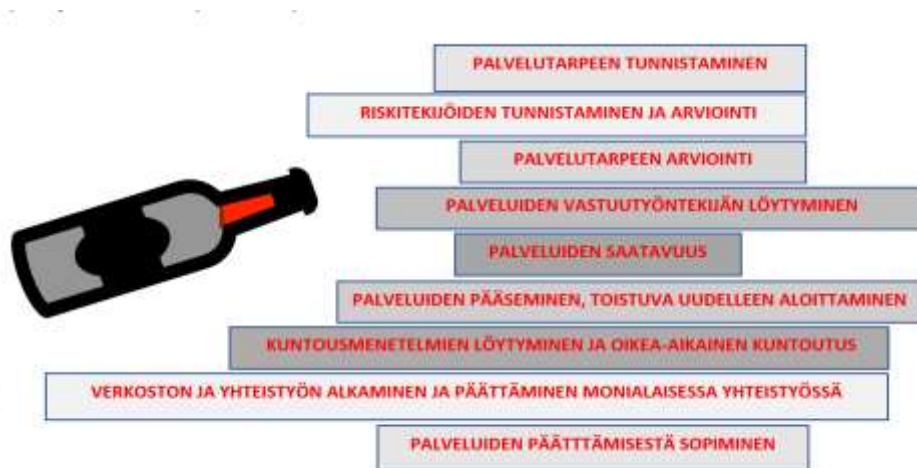 PALVELUTARPEEN TUNNISTAMINEN
RISKITEKIJÖIDEN TUNNISTAMINEN JA ARVIOINTI
PALVELUTARPEEN ARVIOINTI
PALVELUIDEN VASTUUTYÖNTEKIJÄN LÖYTYMINEN
PALVELUIDEN SAATAVUUS
PALVELUIDEN PÄÄSEMINEN, TOISTUVA UUDELLEEN ALOITTAMINEN
KUNTOUSMENETELMIEN LÖYTYMINEN JA OIKEA-AIKAINEN KUNTOUTUS
VERKOSTON JA YHTEISTYÖN ALKAMINEN JA PÄÄTTÄMINEN MONIALAISESSA YHTEISTYÖSSÄ
PALVELUIDEN PÄÄTTTÄMISESTÄ SOPIMINEN